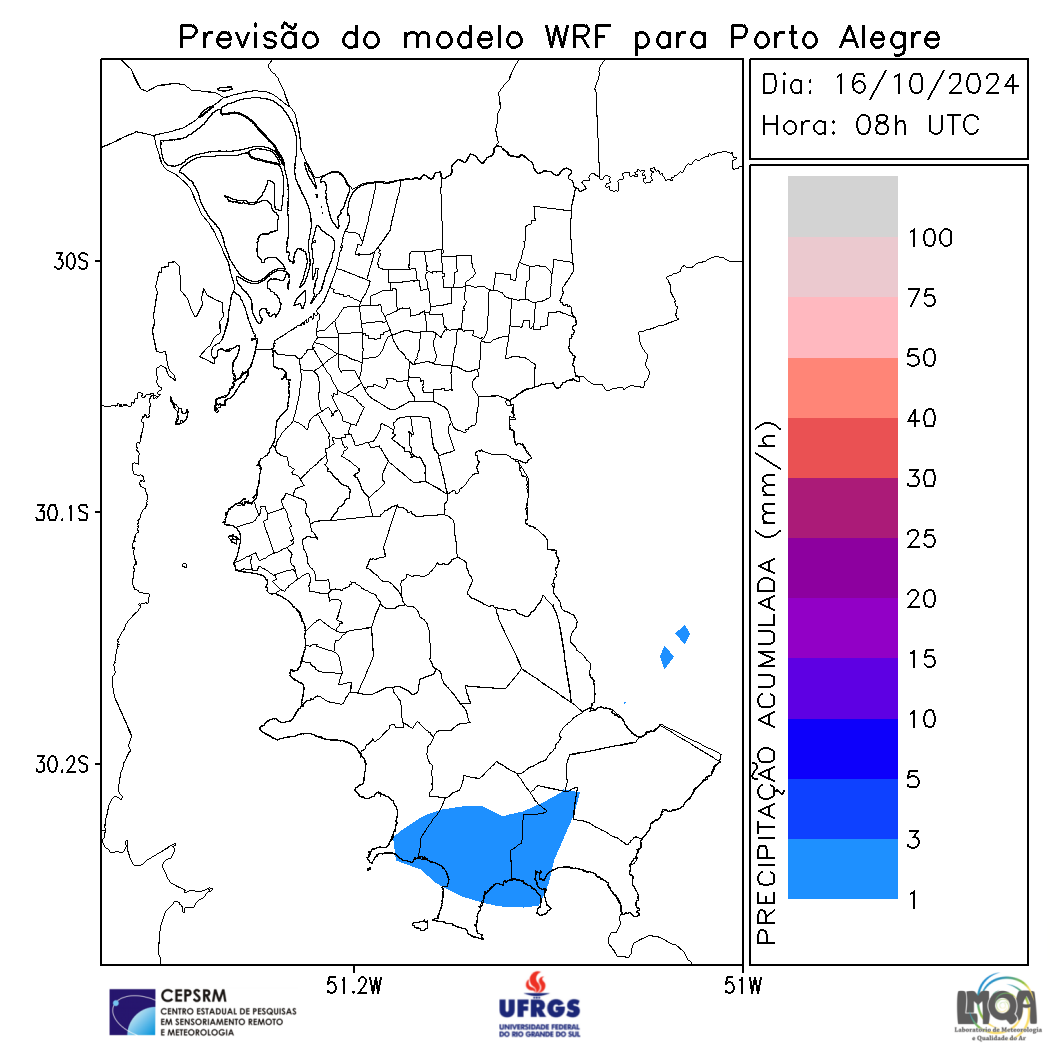 Previsão do modelo WRF para Porto Alegre
Dia: 16/10/2024
Hora: 08h UTC
30S
30.1S
30.2S
51.2W
51W
PRECIPITAÇÃO ACUMULADA (mm/h)
100
75
50
40
30
25
20
15
10
5
3
1
CEPSRM
CENTRO ESTADUAL DE PESQUISAS
EM SENSORIAMENTO REMOTO
E METEOROLOGIA
UFRGS
UNIVERSIDADE FEDERAL
DO RIO GRANDE DO SUL
LMQA
Laboratório de Meteorologia
e Qualidade do Ar